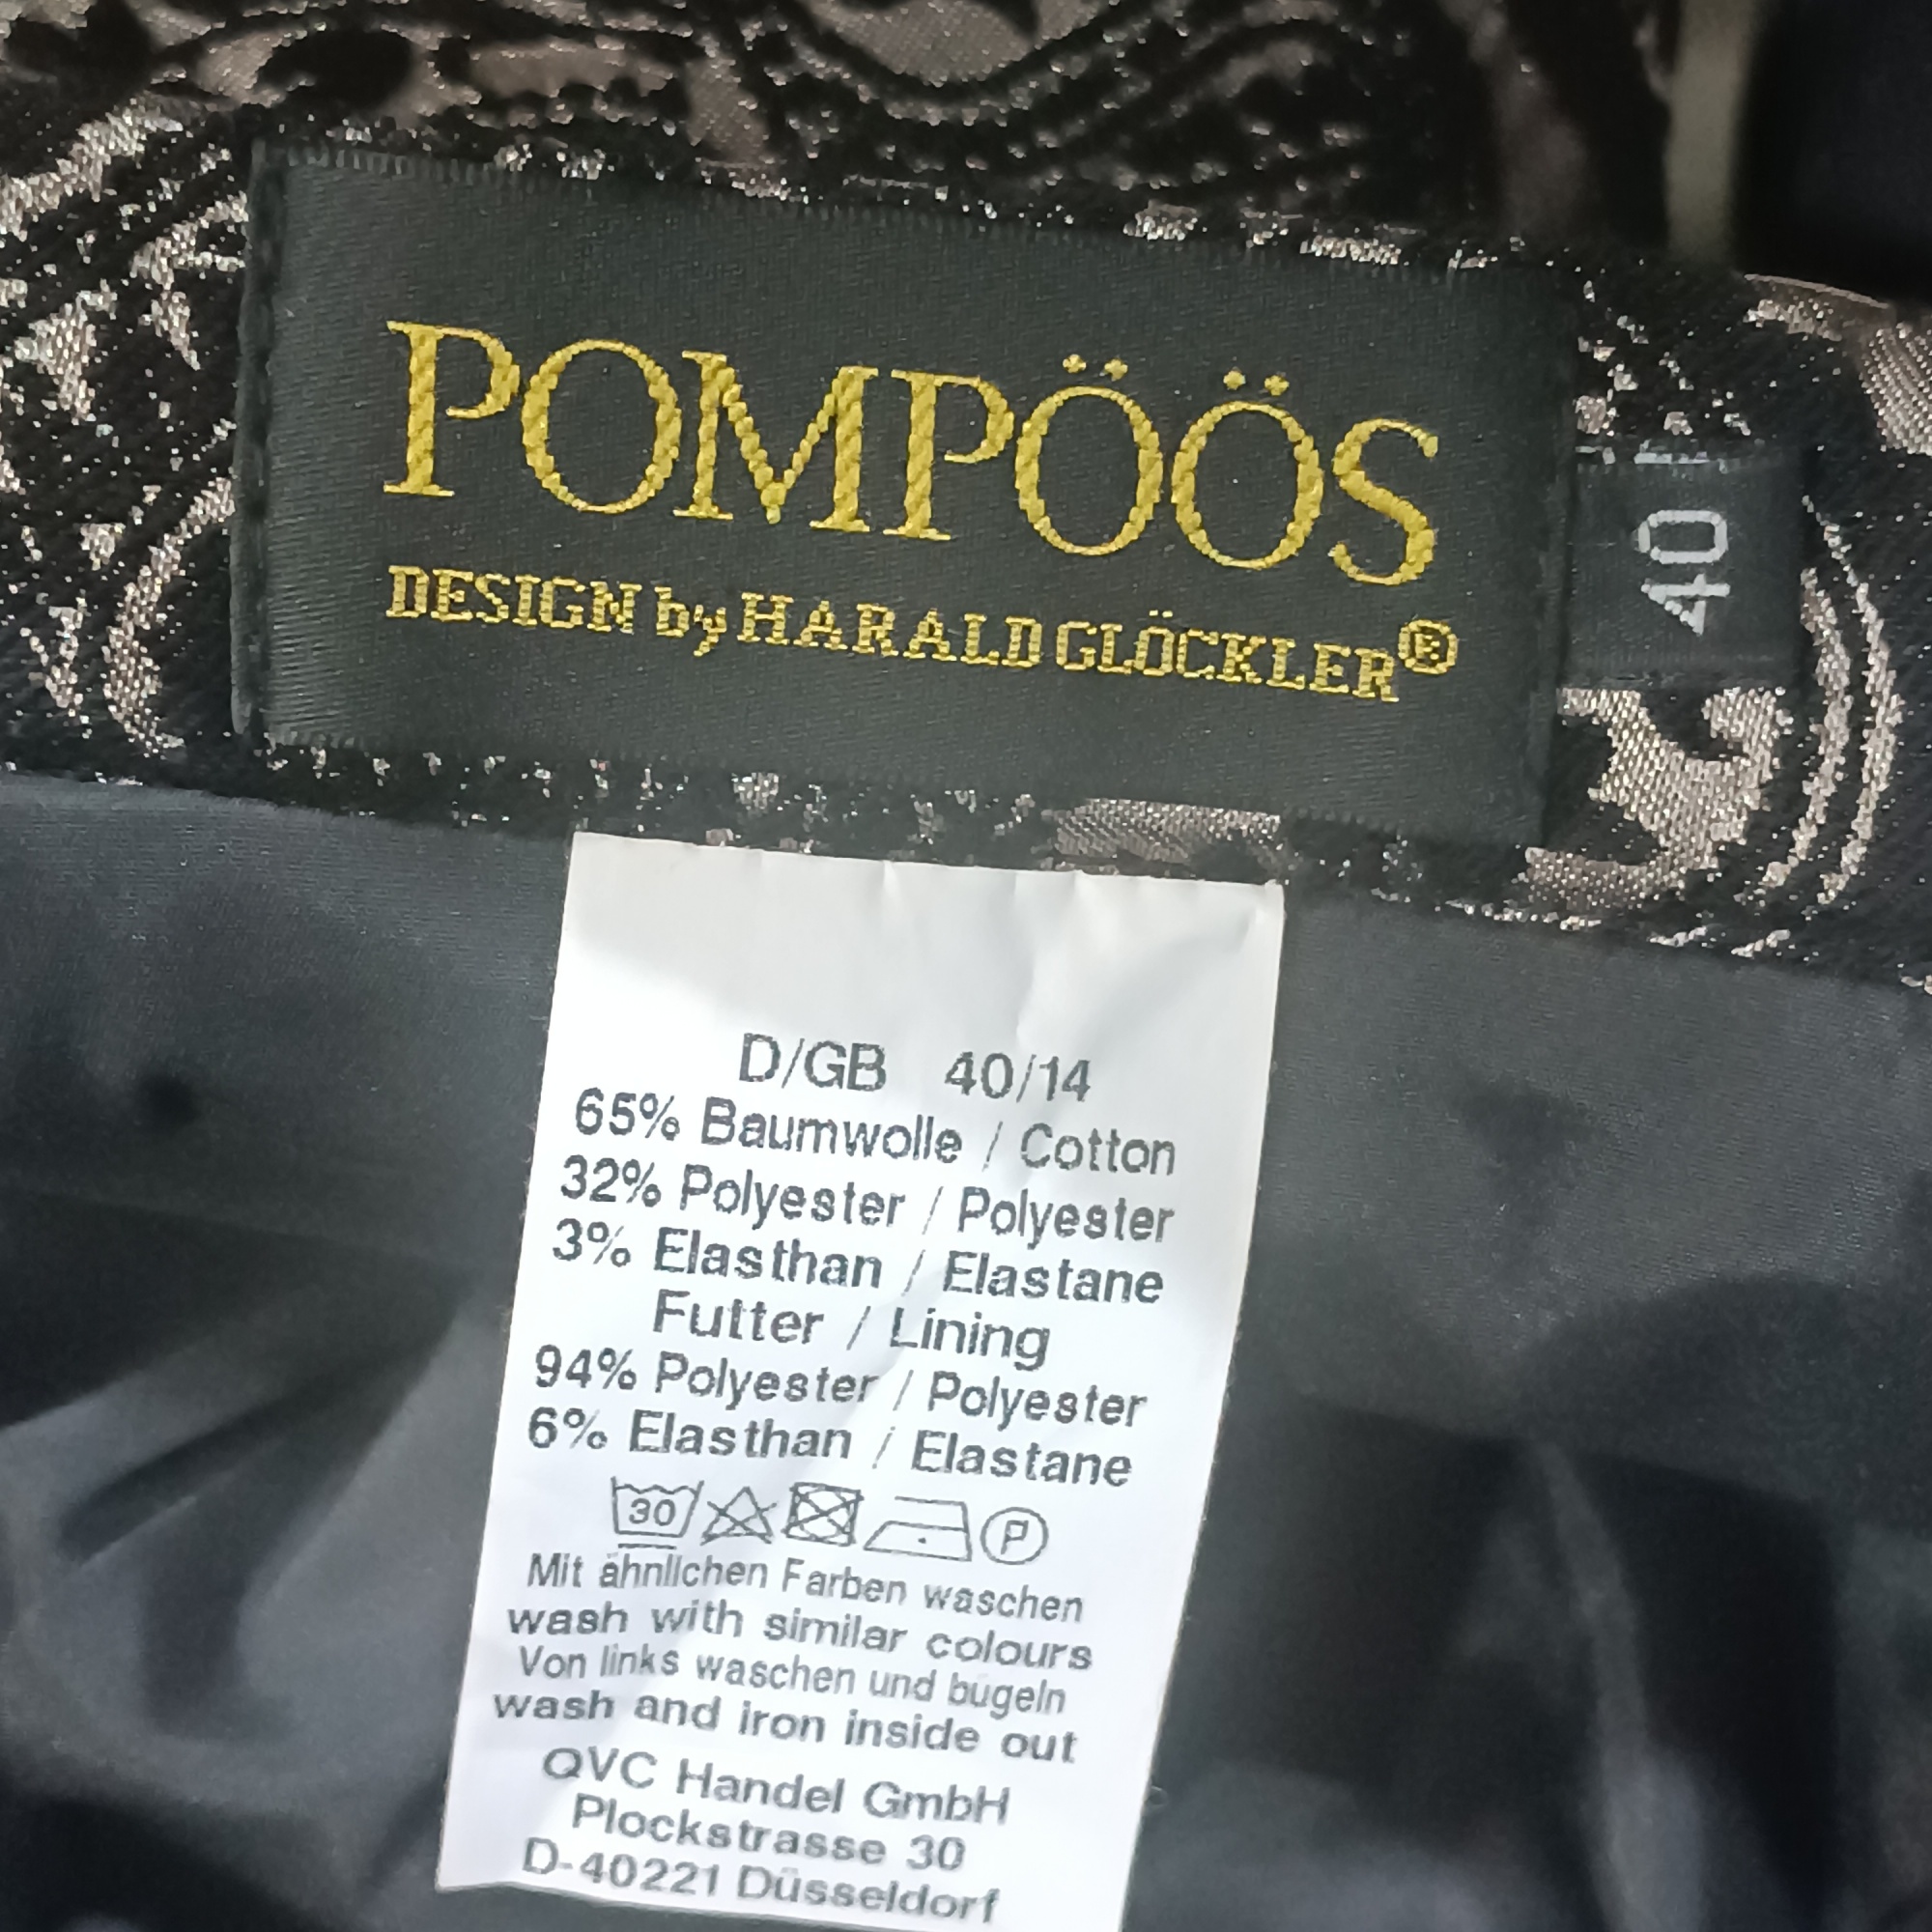 POMPÖÖS
DESIGN by HARALD GLÖCKLER®
40
D/GB 40/14
65% Baumwolle / Cotton
32% Polyester / Polyester
3% Elasthan / Elastane
Futter / Lining
94% Polyester / Polyester
6% Elasthan / Elastane
30 P
Mit ähnlichen Farben waschen
wash with similar colours
Von links waschen und bügeln
wash and iron inside out
QVC Handel GmbH
Plockstrasse 30
D-40221 Düsseldorf